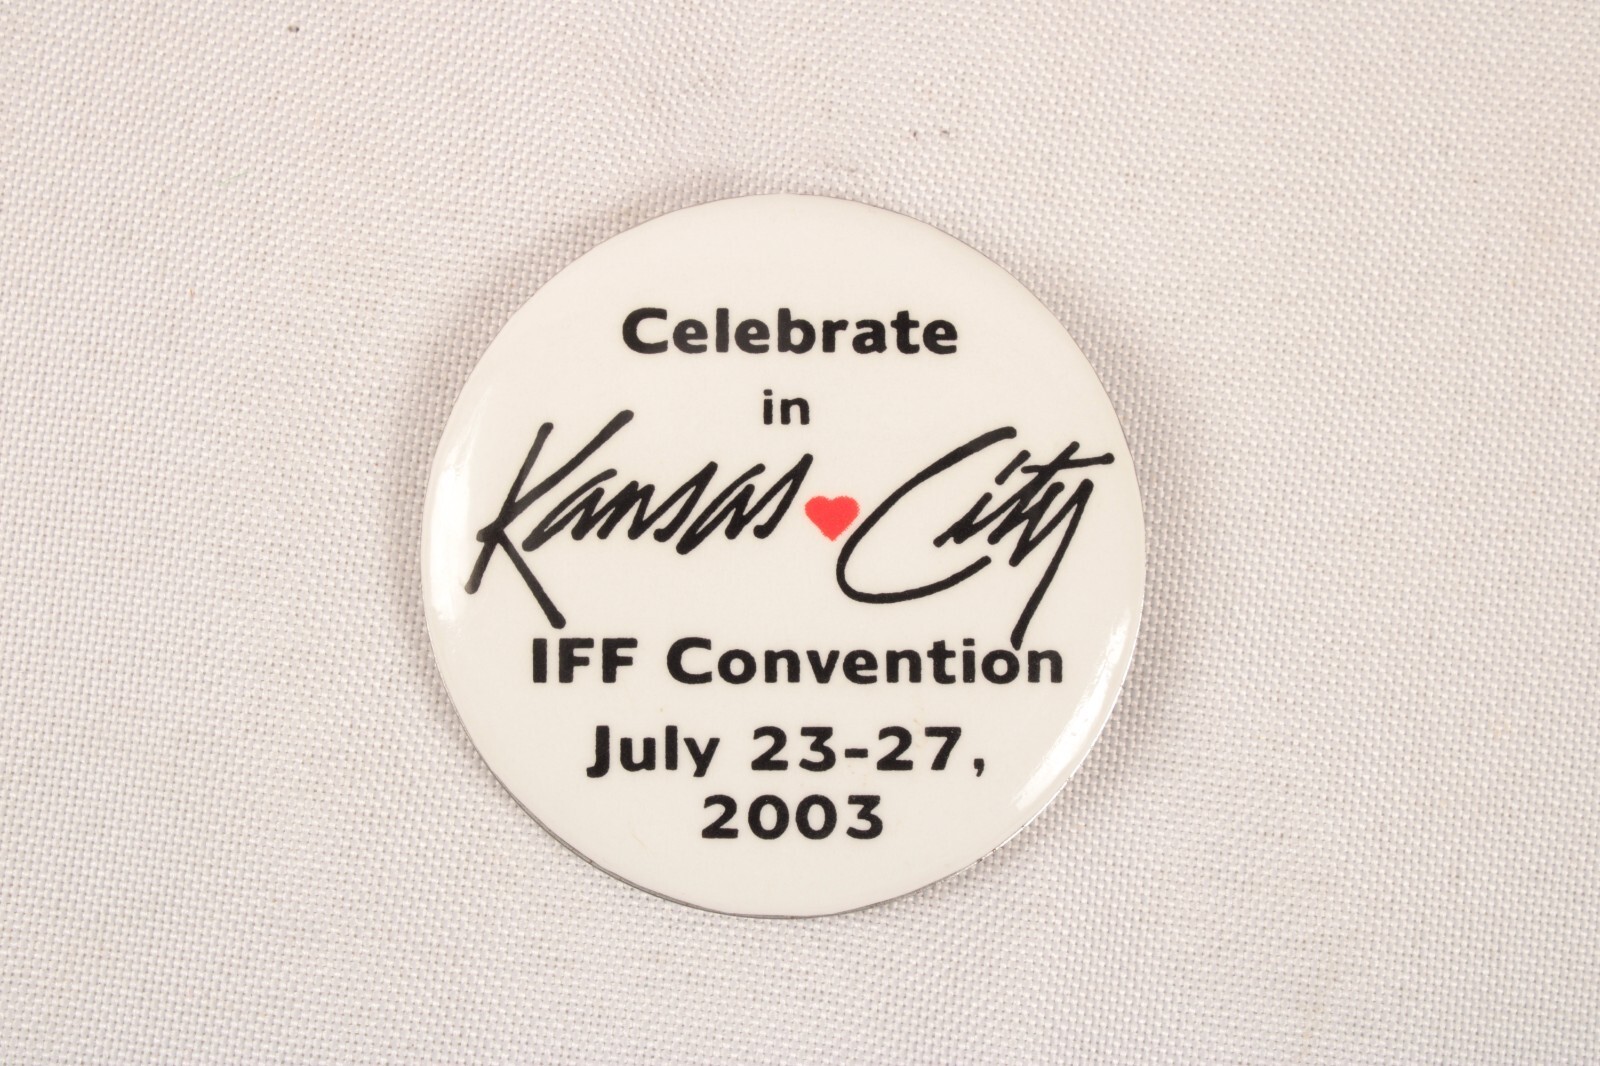 Celebrate
in
Kansas City
IFF Convention
July 23-27,
2003